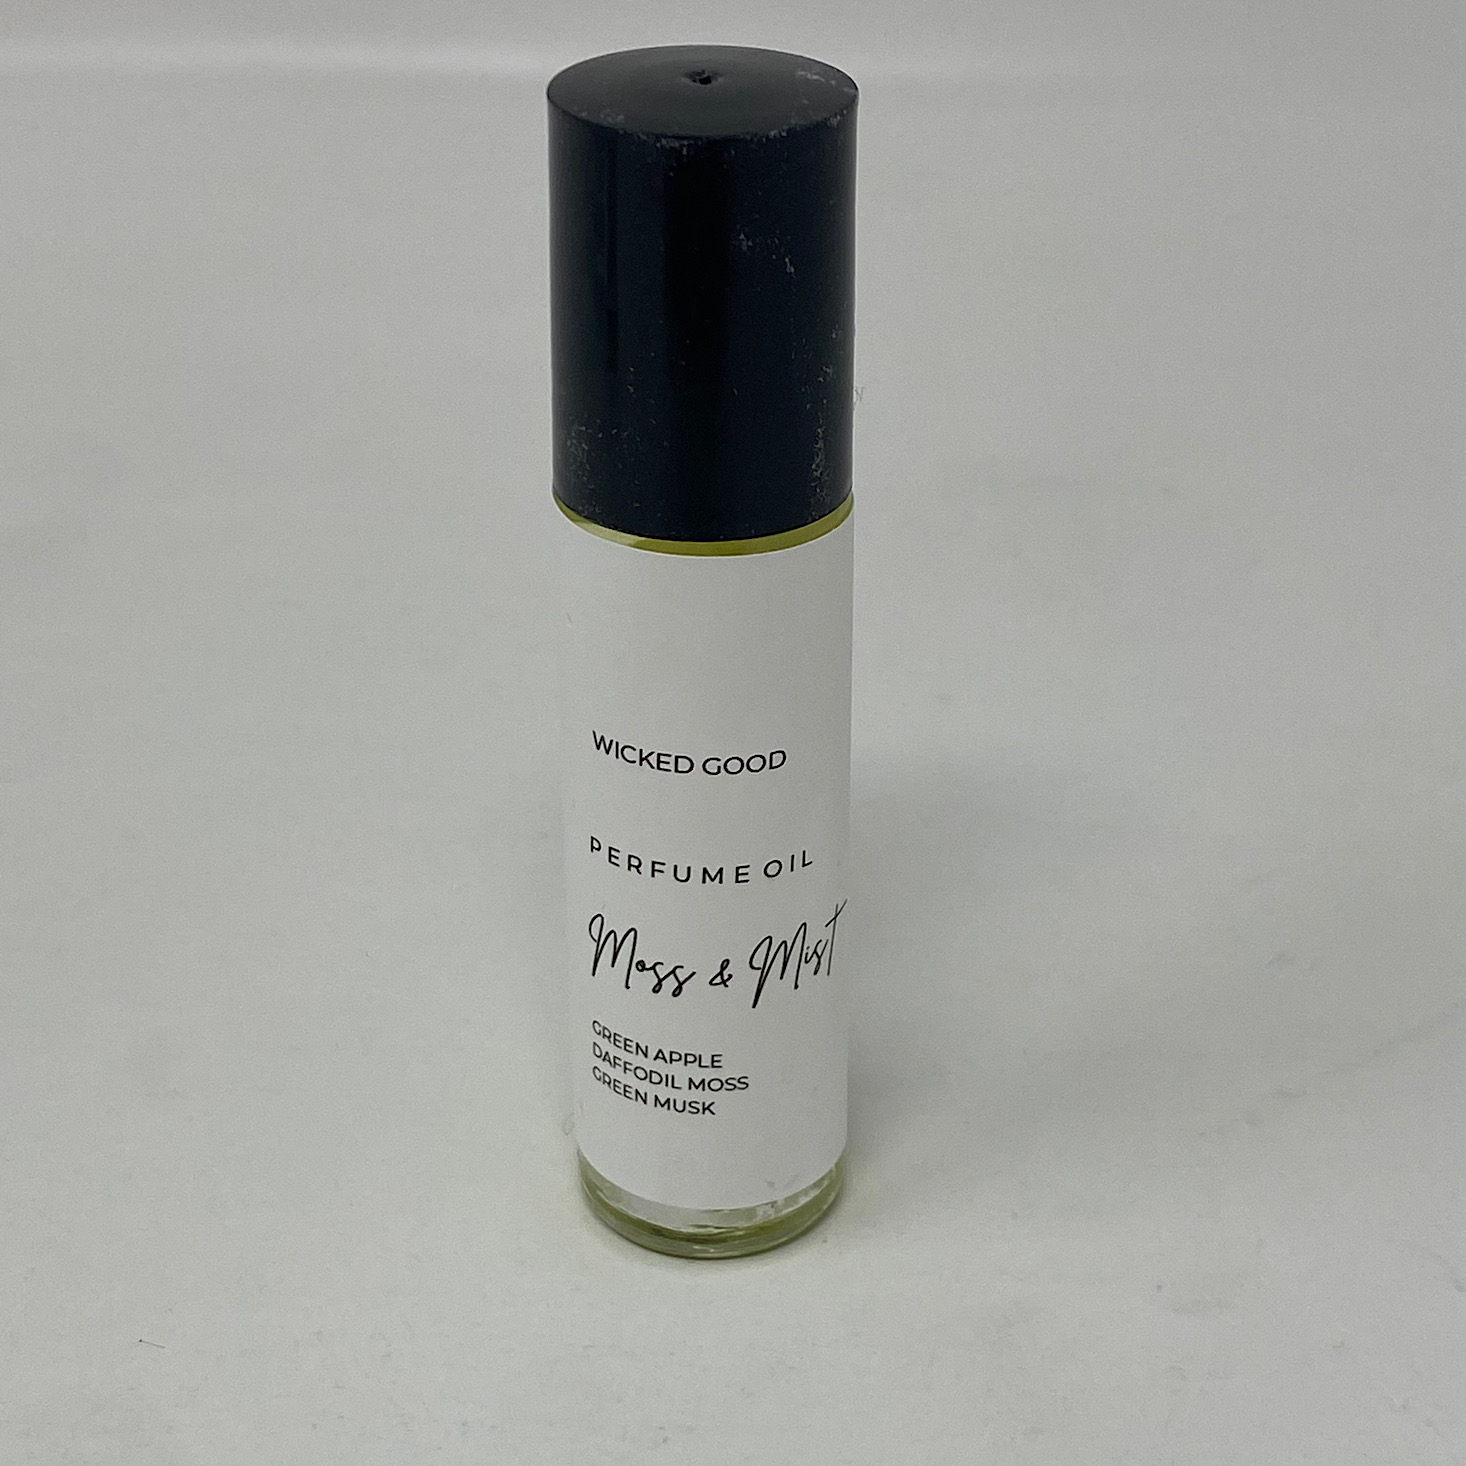 WICKED GOOD
PERFUME OIL
Moss & Mist
GREEN APPLE
DAFFODIL MOSS
GREEN MUSK